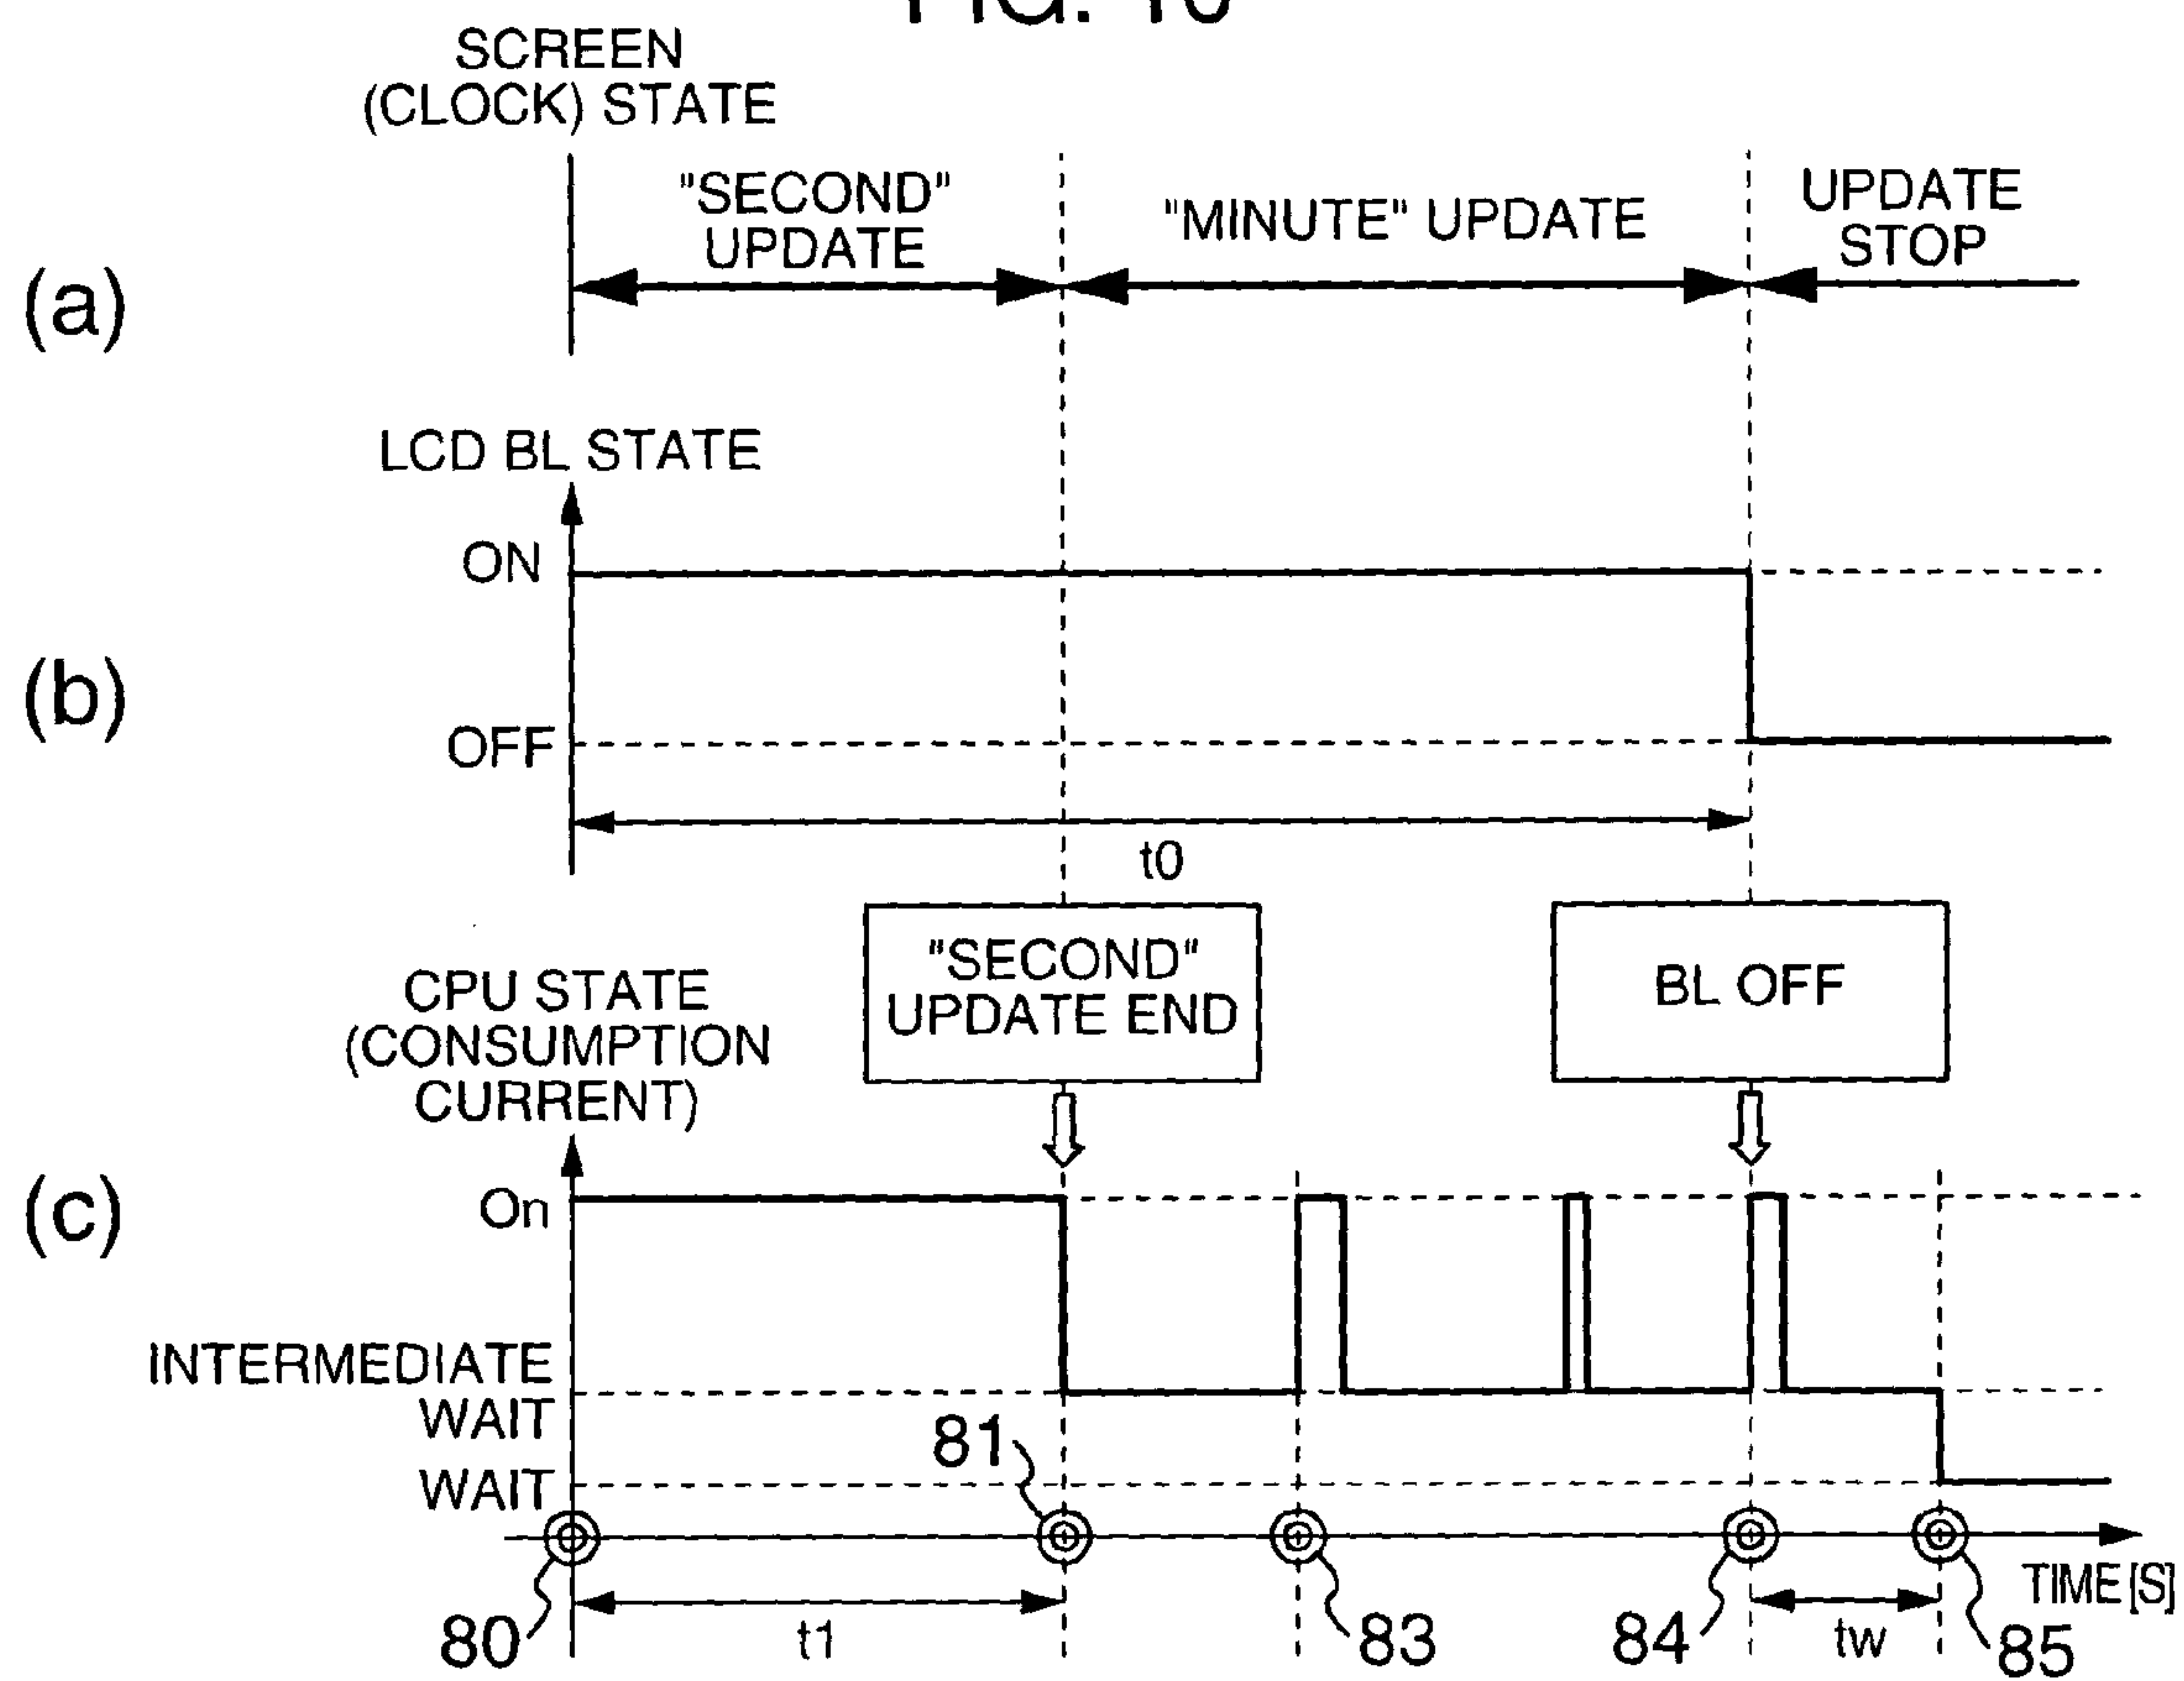 SCREEN
(CLOCK) STATE
"SECOND"
UPDATE
"MINUTE" UPDATE
UPDATE
STOP
(a)
LCD BL STATE
ON
(b)
OFF
t0
"SECOND"
UPDATE END
BL OFF
CPU STATE
(CONSUMPTION
CURRENT)
(c)
On
INTERMEDIATE
WAIT
WAIT
81
TIME [S]
80
t1
83
84
tw
85